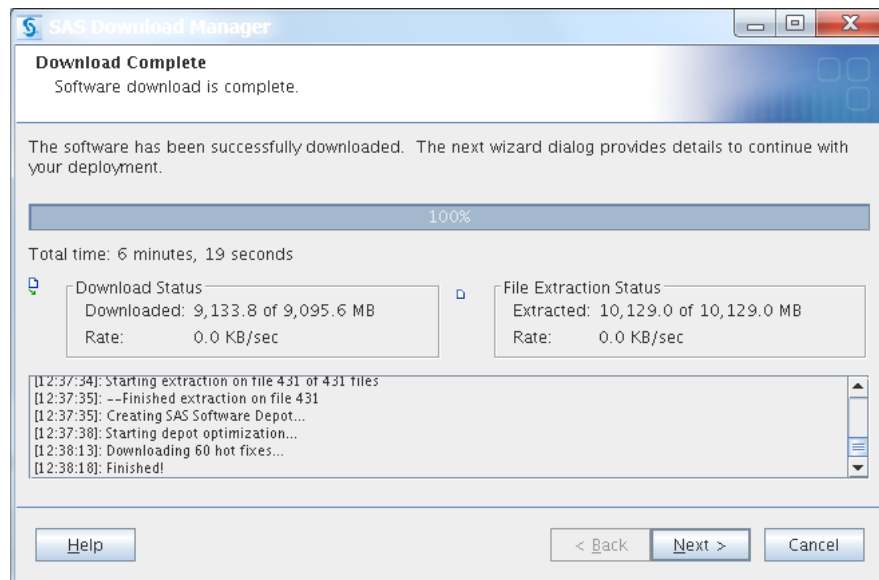 SAS Download Manager
Download Complete
Software download is complete.
The software has been successfully downloaded. The next wizard dialog provides details to continue with
your deployment.
100%
Total time: 6 minutes, 19 seconds
Download Status
Downloaded: 9,133.8 of 9,095.6 MB
Rate: 0.0 KB/sec
File Extraction Status
Extracted: 10,129.0 of 10,129.0 MB
Rate: 0.0 KB/sec
[12:37:34]: Starting extraction on file 431 of 431 files
[12:37:35]: --Finished extraction on file 431
[12:37:35]: Creating SAS Software Depot...
[12:37:38]: Starting depot optimization...
[12:38:13]: Downloading 60 hot fixes...
[12:38:18]: Finished!
Help
< Back
Next >
Cancel